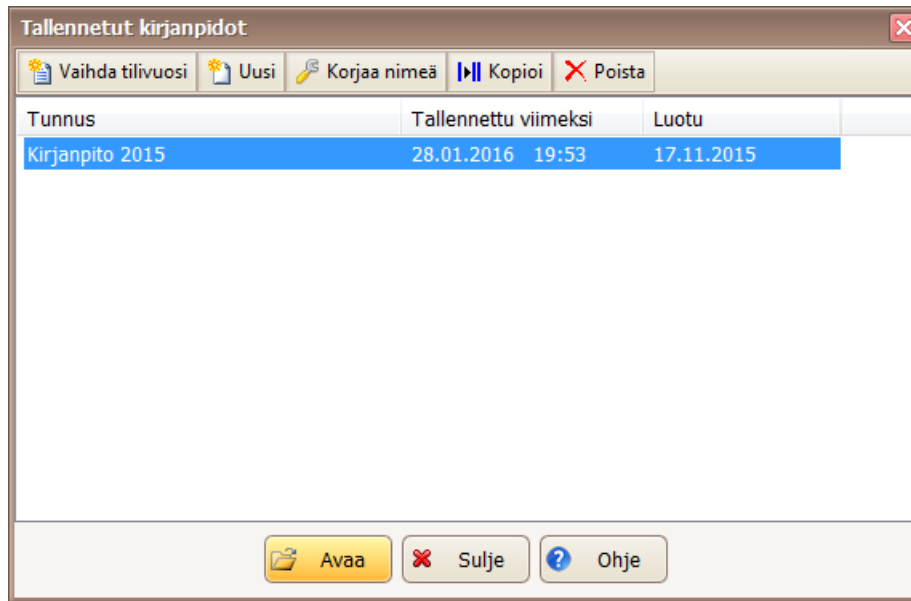 Tallennetut kirjanpidot
Vaihda tilivuosi Uusi Korjaa nimeä Kopioi Poista
Tunnus Tallennettu viimeksi Luotu
Kirjanpito 2015 28.01.2016 19:53 17.11.2015
Avaa Sulje Ohje